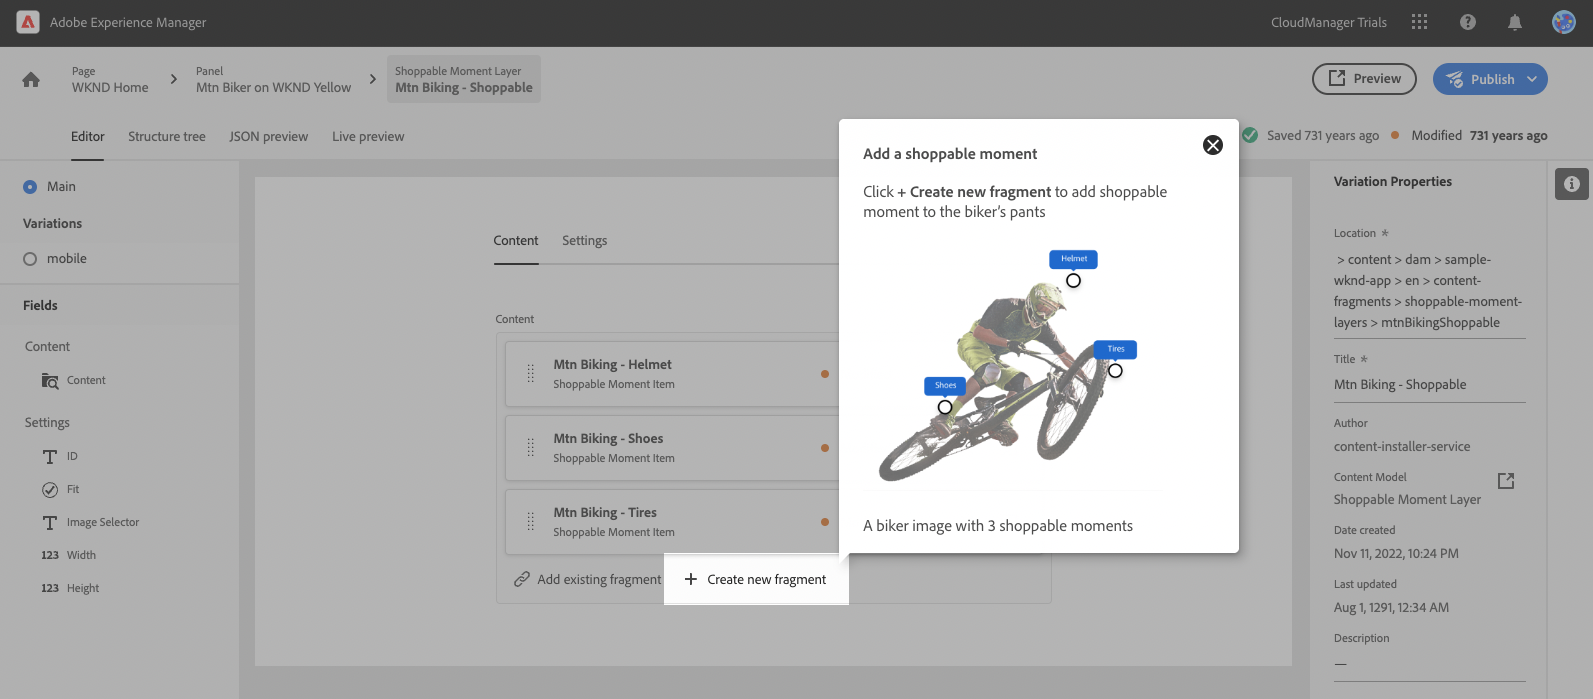 Adobe Experience Manager
CloudManager Trials
Page
WKND Home
Panel
Mtn Biker on WKND Yellow
Shoppable Moment Layer
Mtn Biking - Shoppable
Preview
Publish
Editor
Structure tree
JSON preview
Live preview
Saved 731 years ago
Modified 731 years ago
Main
Variations
mobile
Fields
Content
Content
Settings
ID
Fit
Image Selector
123 Width
123 Height
Content
Settings
Content
Mtn Biking - Helmet
Shoppable Moment Item
Mtn Biking - Shoes
Shoppable Moment Item
Mtn Biking - Tires
Shoppable Moment Item
Add existing fragment
+ Create new fragment
Add a shoppable moment
Click + Create new fragment to add shoppable
moment to the biker’s pants
Helmet
Tires
Shoes
A biker image with 3 shoppable moments
Variation Properties
Location *
> content > dam > sample-
wknd-app > en > content-
fragments > shoppable-moment-
layers > mtnBikingShoppable
Title *
Mtn Biking - Shoppable
Author
content-installer-service
Content Model
Shoppable Moment Layer
Date created
Nov 11, 2022, 10:24 PM
Last updated
Aug 1, 1291, 12:34 AM
Description
—